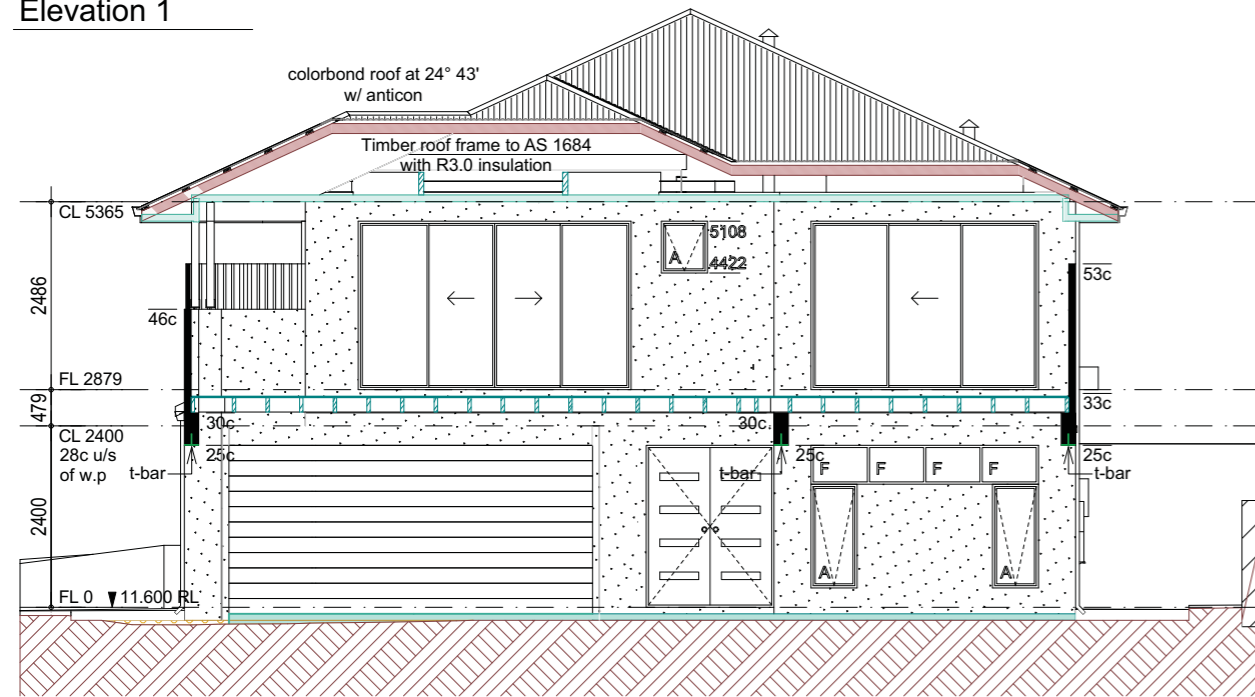 Elevation 1
colorbond roof at 24° 43'
w/ anticon
Timber roof frame to AS 1684
with R3.0 insulation
CL 5365
5108
A
4422
53c
2486
46c
FL 2879
479
33c
30c
30c
CL 2400
28c u/s
of w.p
t-bar
25c
t-bar
25c
F
F
F
F
25c
t-bar
2400
A
A
FL 0
11.600 RL